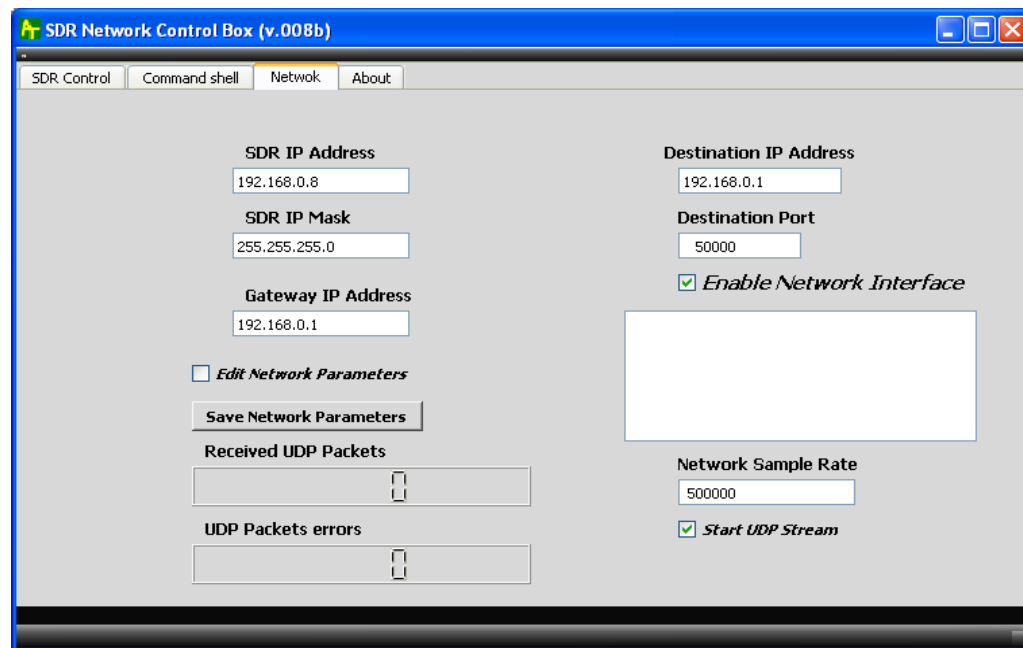 SDR Network Control Box (v.008b)
SDR Control
Command shell
Netwok
About
SDR IP Address
192.168.0.8
SDR IP Mask
255.255.255.0
Gateway IP Address
192.168.0.1
Edit Network Parameters
Save Network Parameters
Received UDP Packets
0
UDP Packets errors
0
Destination IP Address
192.168.0.1
Destination Port
50000
Enable Network Interface
Network Sample Rate
500000
Start UDP Stream